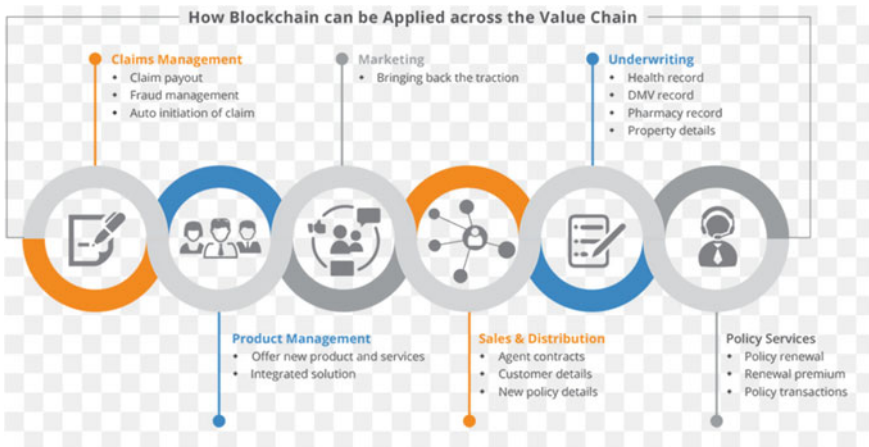 How Blockchain can be Applied across the Value Chain
Claims Management
• Claim payout
• Fraud management
• Auto initiation of claim
Marketing
• Bringing back the traction
Underwriting
• Health record
• DMV record
• Pharmacy record
• Property details
Product Management
• Offer new product and services
• Integrated solution
Sales & Distribution
• Agent contracts
• Customer details
• New policy details
Policy Services
• Policy renewal
• Renewal premium
• Policy transactions